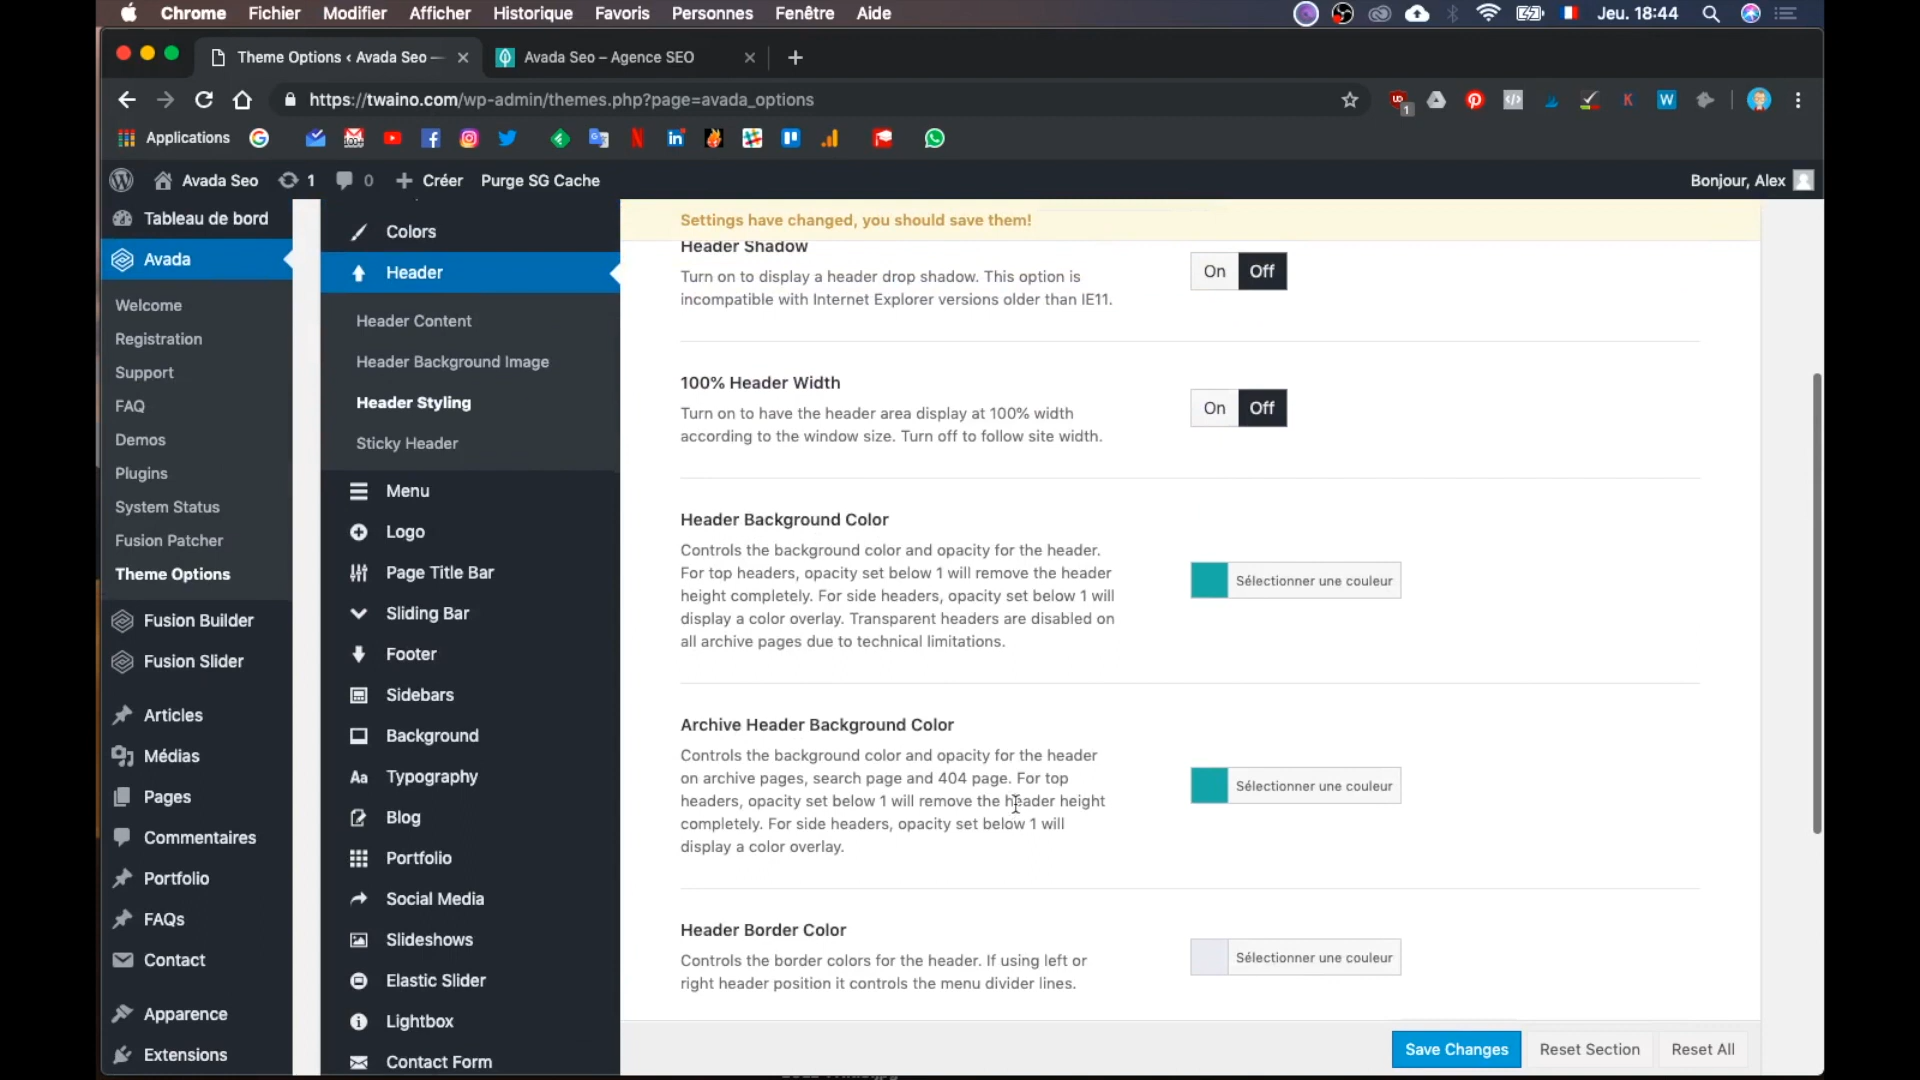 Chrome Fichier Modifier Afficher Historique Favoris Personnes Fenêtre Aide Jeu. 18:44
Theme Options ‹ Avada Seo — Avada Seo – Agence SEO
https://twaino.com/wp-admin/themes.php?page=avada_options
Applications
Avada Seo 1 0 Créer Purge SG Cache Bonjour, Alex
Tableau de bord
Avada
Welcome
Registration
Support
FAQ
Demos
Plugins
System Status
Fusion Patcher
Theme Options
Fusion Builder
Fusion Slider
Articles
Médias
Pages
Commentaires
Portfolio
FAQs
Contact
Apparence
Extensions
Colors
Header
Header Content
Header Background Image
Header Styling
Sticky Header
Menu
Logo
Page Title Bar
Sliding Bar
Footer
Sidebars
Background
Typography
Blog
Portfolio
Social Media
Slideshows
Elastic Slider
Lightbox
Contact Form
Settings have changed, you should save them!
Header Shadow
Turn on to display a header drop shadow. This option is
incompatible with Internet Explorer versions older than IE11.
On Off
100% Header Width
Turn on to have the header area display at 100% width
according to the window size. Turn off to follow site width.
On Off
Header Background Color
Controls the background color and opacity for the header.
For top headers, opacity set below 1 will remove the header
height completely. For side headers, opacity set below 1 will
display a color overlay. Transparent headers are disabled on
all archive pages due to technical limitations.
Sélectionner une couleur
Archive Header Background Color
Controls the background color and opacity for the header
on archive pages, search page and 404 page. For top
headers, opacity set below 1 will remove the header height
completely. For side headers, opacity set below 1 will
display a color overlay.
Sélectionner une couleur
Header Border Color
Controls the border colors for the header. If using left or
right header position it controls the menu divider lines.
Sélectionner une couleur
Save Changes Reset Section Reset All